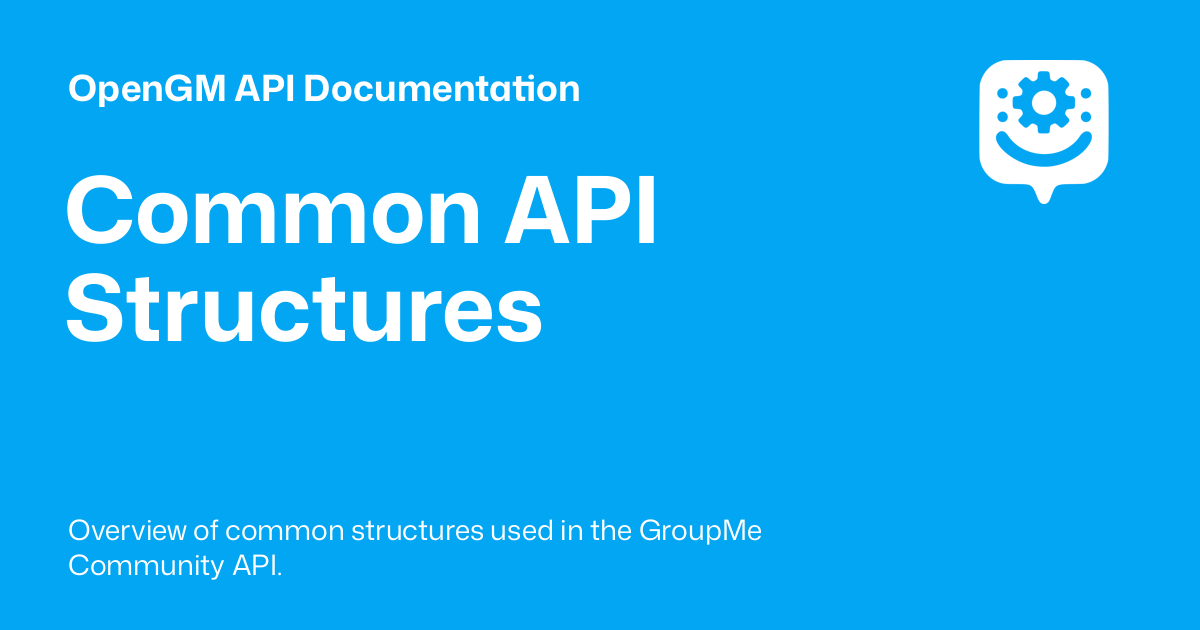 OpenGM API Documentation
Common API
Structures
Overview of common structures used in the GroupMe
Community API.